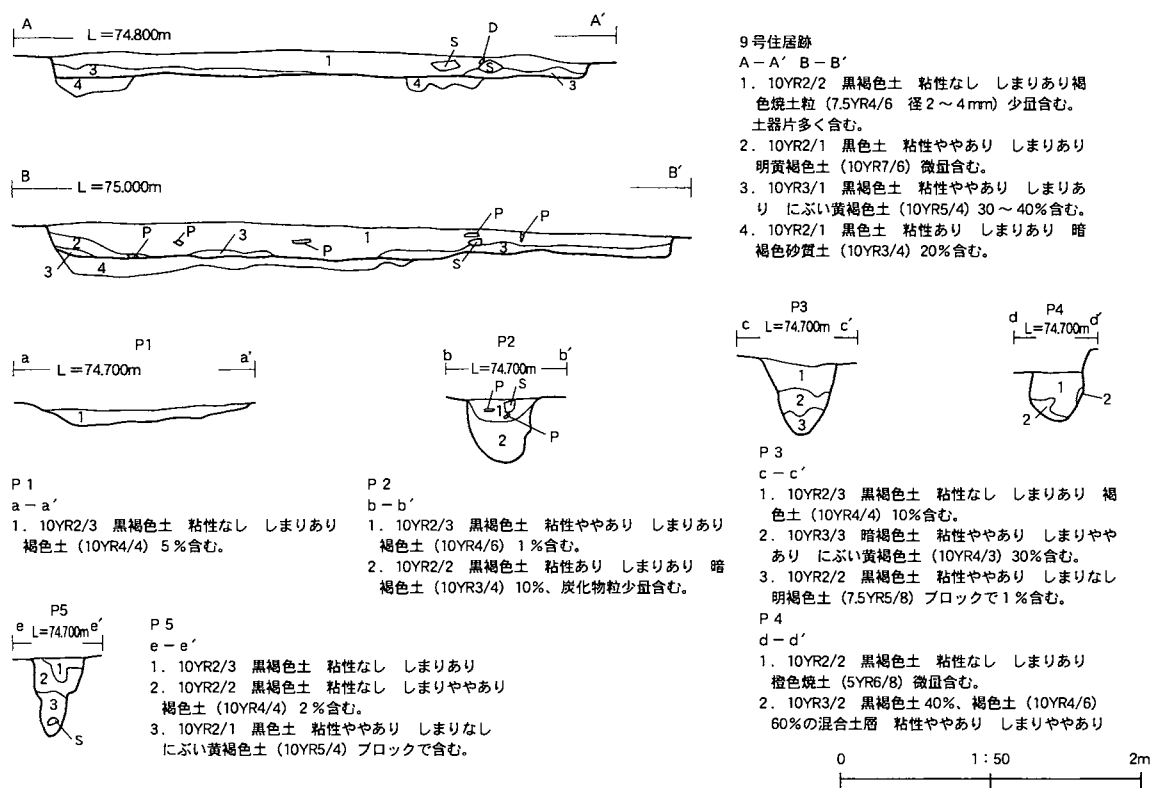 A A′
L=74.800m
S D
1 S
3 3
4 4
B B′
L=75.000m
P P
P P 3 P 1
2 3
3 4 S
P1
a a′
L=74.700m
1
P2
b b′
L=74.700m
P S
1
P
2
P 1
a－a′
1．10YR2/3 黒褐色土 粘性なし しまりあり
褐色土（10YR4/4）5％含む。
P 2
b－b′
1．10YR2/3 黒褐色土 粘性ややあり しまりあり
褐色土（10YR4/6）1％含む。
2．10YR2/2 黒褐色土 粘性あり しまりあり 暗
褐色土（10YR3/4）10%、炭化物粒少量含む。
P5
e e′
L=74.700m
1
2
3
S
P 5
e－e′
1．10YR2/3 黒褐色土 粘性なし しまりあり
2．10YR2/2 黒褐色土 粘性なし しまりややあり
褐色土（10YR4/4）2％含む。
3．10YR2/1 黒色土 粘性ややあり しまりなし
にぶい黄褐色土（10YR5/4）ブロックで含む。
9号住居跡
A－A′ B－B′
1．10YR2/2 黒褐色土 粘性なし しまりあり褐
色焼土粒（7.5YR4/6 径2～4mm）少量含む。
土器片多く含む。
2．10YR2/1 黒色土 粘性ややあり しまりあり
明黄褐色土（10YR7/6）微量含む。
3．10YR3/1 黒褐色土 粘性ややあり しまりあ
り にぶい黄褐色土（10YR5/4）30～40%含む。
4．10YR2/1 黒色土 粘性あり しまりあり 暗
褐色砂質土（10YR3/4）20%含む。
P3
c c′
L=74.700m
1
2
3
P4
d d′
L=74.700m
1
2 2
P 3
c－c′
1．10YR2/3 黒褐色土 粘性なし しまりあり 褐
色土（10YR4/4）10%含む。
2．10YR3/3 暗褐色土 粘性ややあり しまりやや
あり にぶい黄褐色土（10YR4/3）30%含む。
3．10YR2/2 黒褐色土 粘性ややあり しまりなし
明褐色土（7.5YR5/8）ブロックで1％含む。
P 4
d－d′
1．10YR2/2 黒褐色土 粘性なし しまりあり
橙色焼土（5YR6/8）微量含む。
2．10YR3/2 黒褐色土40%、褐色土（10YR4/6）
60%の混合土層 粘性ややあり しまりややあり
0 1：50 2m